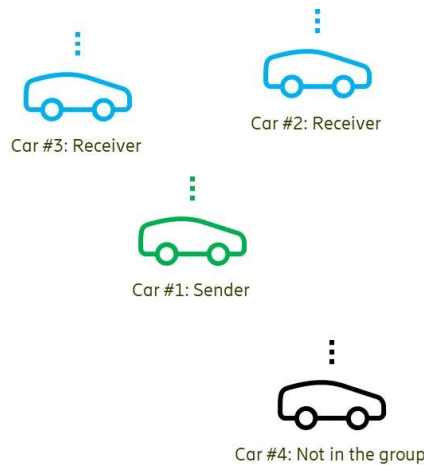 Car #2: Receiver
Car #3: Receiver
Car #1: Sender
Car #4: Not in the group